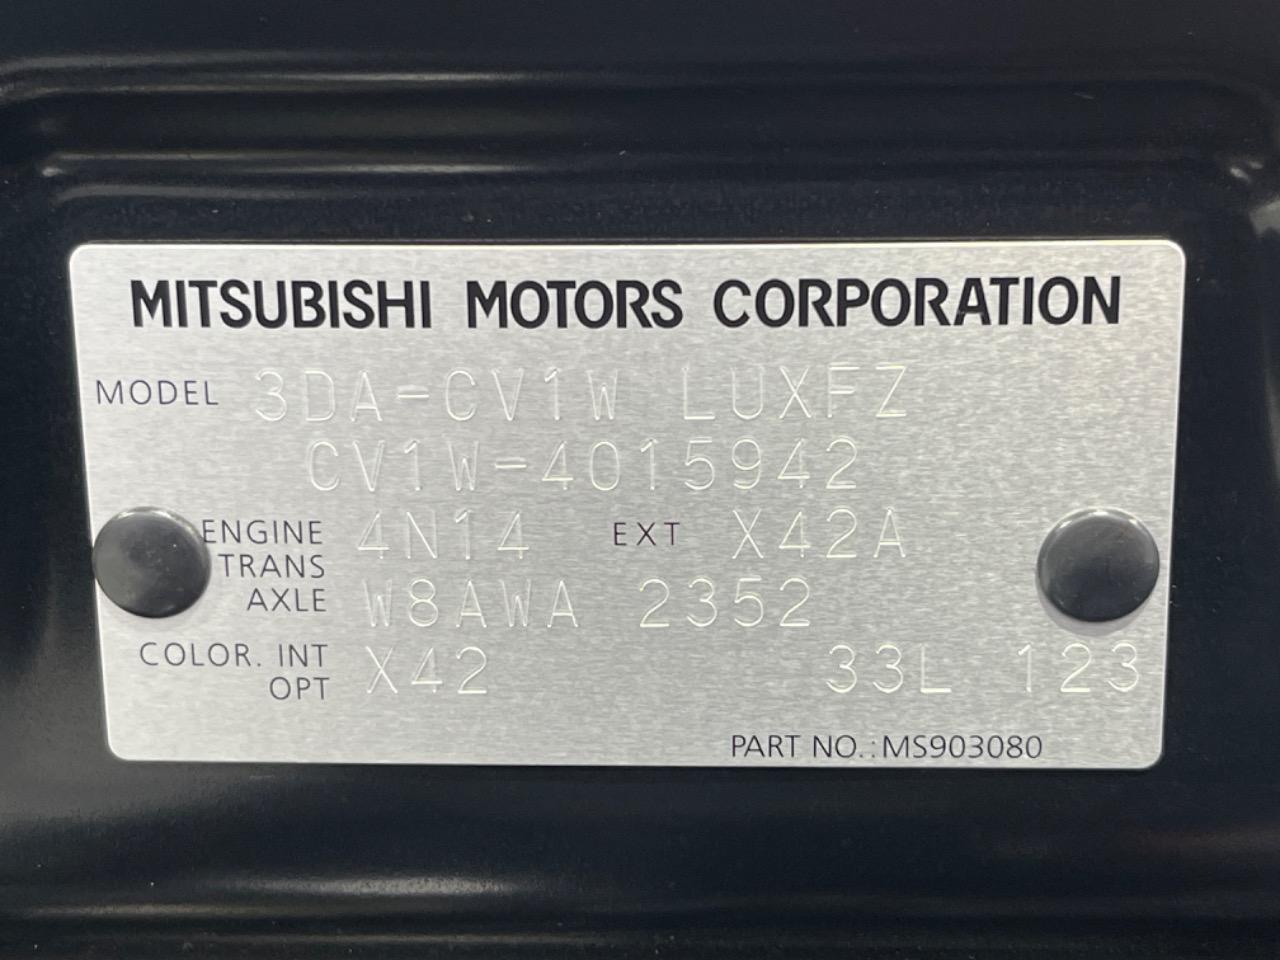 MITSUBISHI MOTORS CORPORATION
MODEL 3DA-CV1W LUXFZ
CV1W-4015942
ENGINE 4N14 EXT X42A
TRANS
AXLE W8AWA 2352
COLOR. INT
OPT X42 33L 123
PART NO.:MS903080